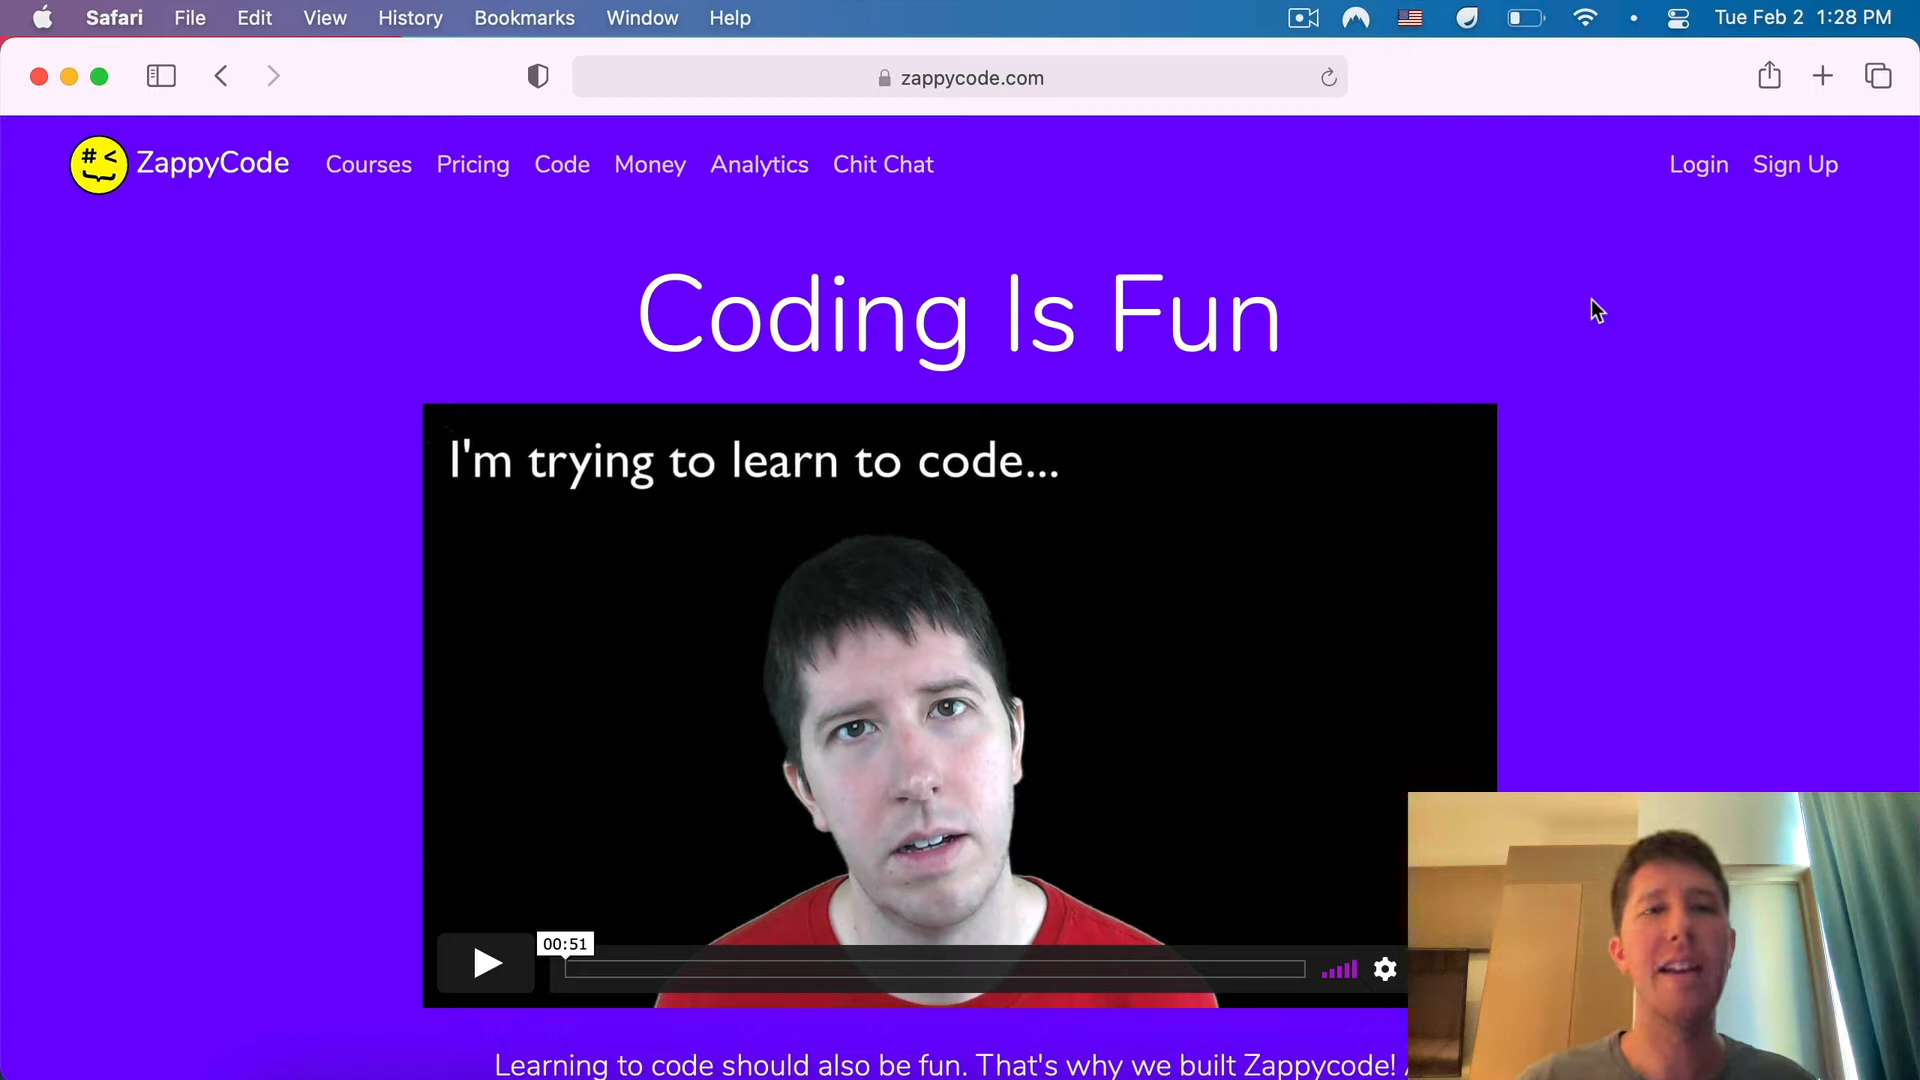 Safari File Edit View History Bookmarks Window Help Tue Feb 2 1:28 PM
zappycode.com
# < ZappyCode Courses Pricing Code Money Analytics Chit Chat Login Sign Up
Coding Is Fun
I'm trying to learn to code...
00:51
Learning to code should also be fun. That's why we built Zappycode!